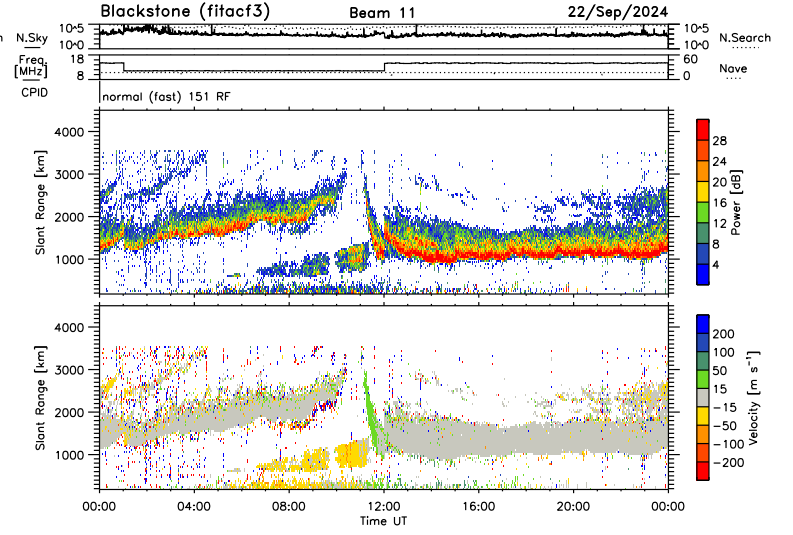 Blackstone (fitacf3) Beam 11 22/Sep/2024
N.Sky 10^5 10^0 10^5 10^0 N.Search
Freq. [MHz] 18 8 60 0 Nave
CPID normal (fast) 151 RF
Slant Range [km] 4000 3000 2000 1000
28 24 20 16 12 8 4 Power [dB]
Slant Range [km] 4000 3000 2000 1000
200 100 50 15 −15 −50 −100 −200 Velocity [m s⁻¹]
00:00 04:00 08:00 12:00 16:00 20:00 00:00
Time UT